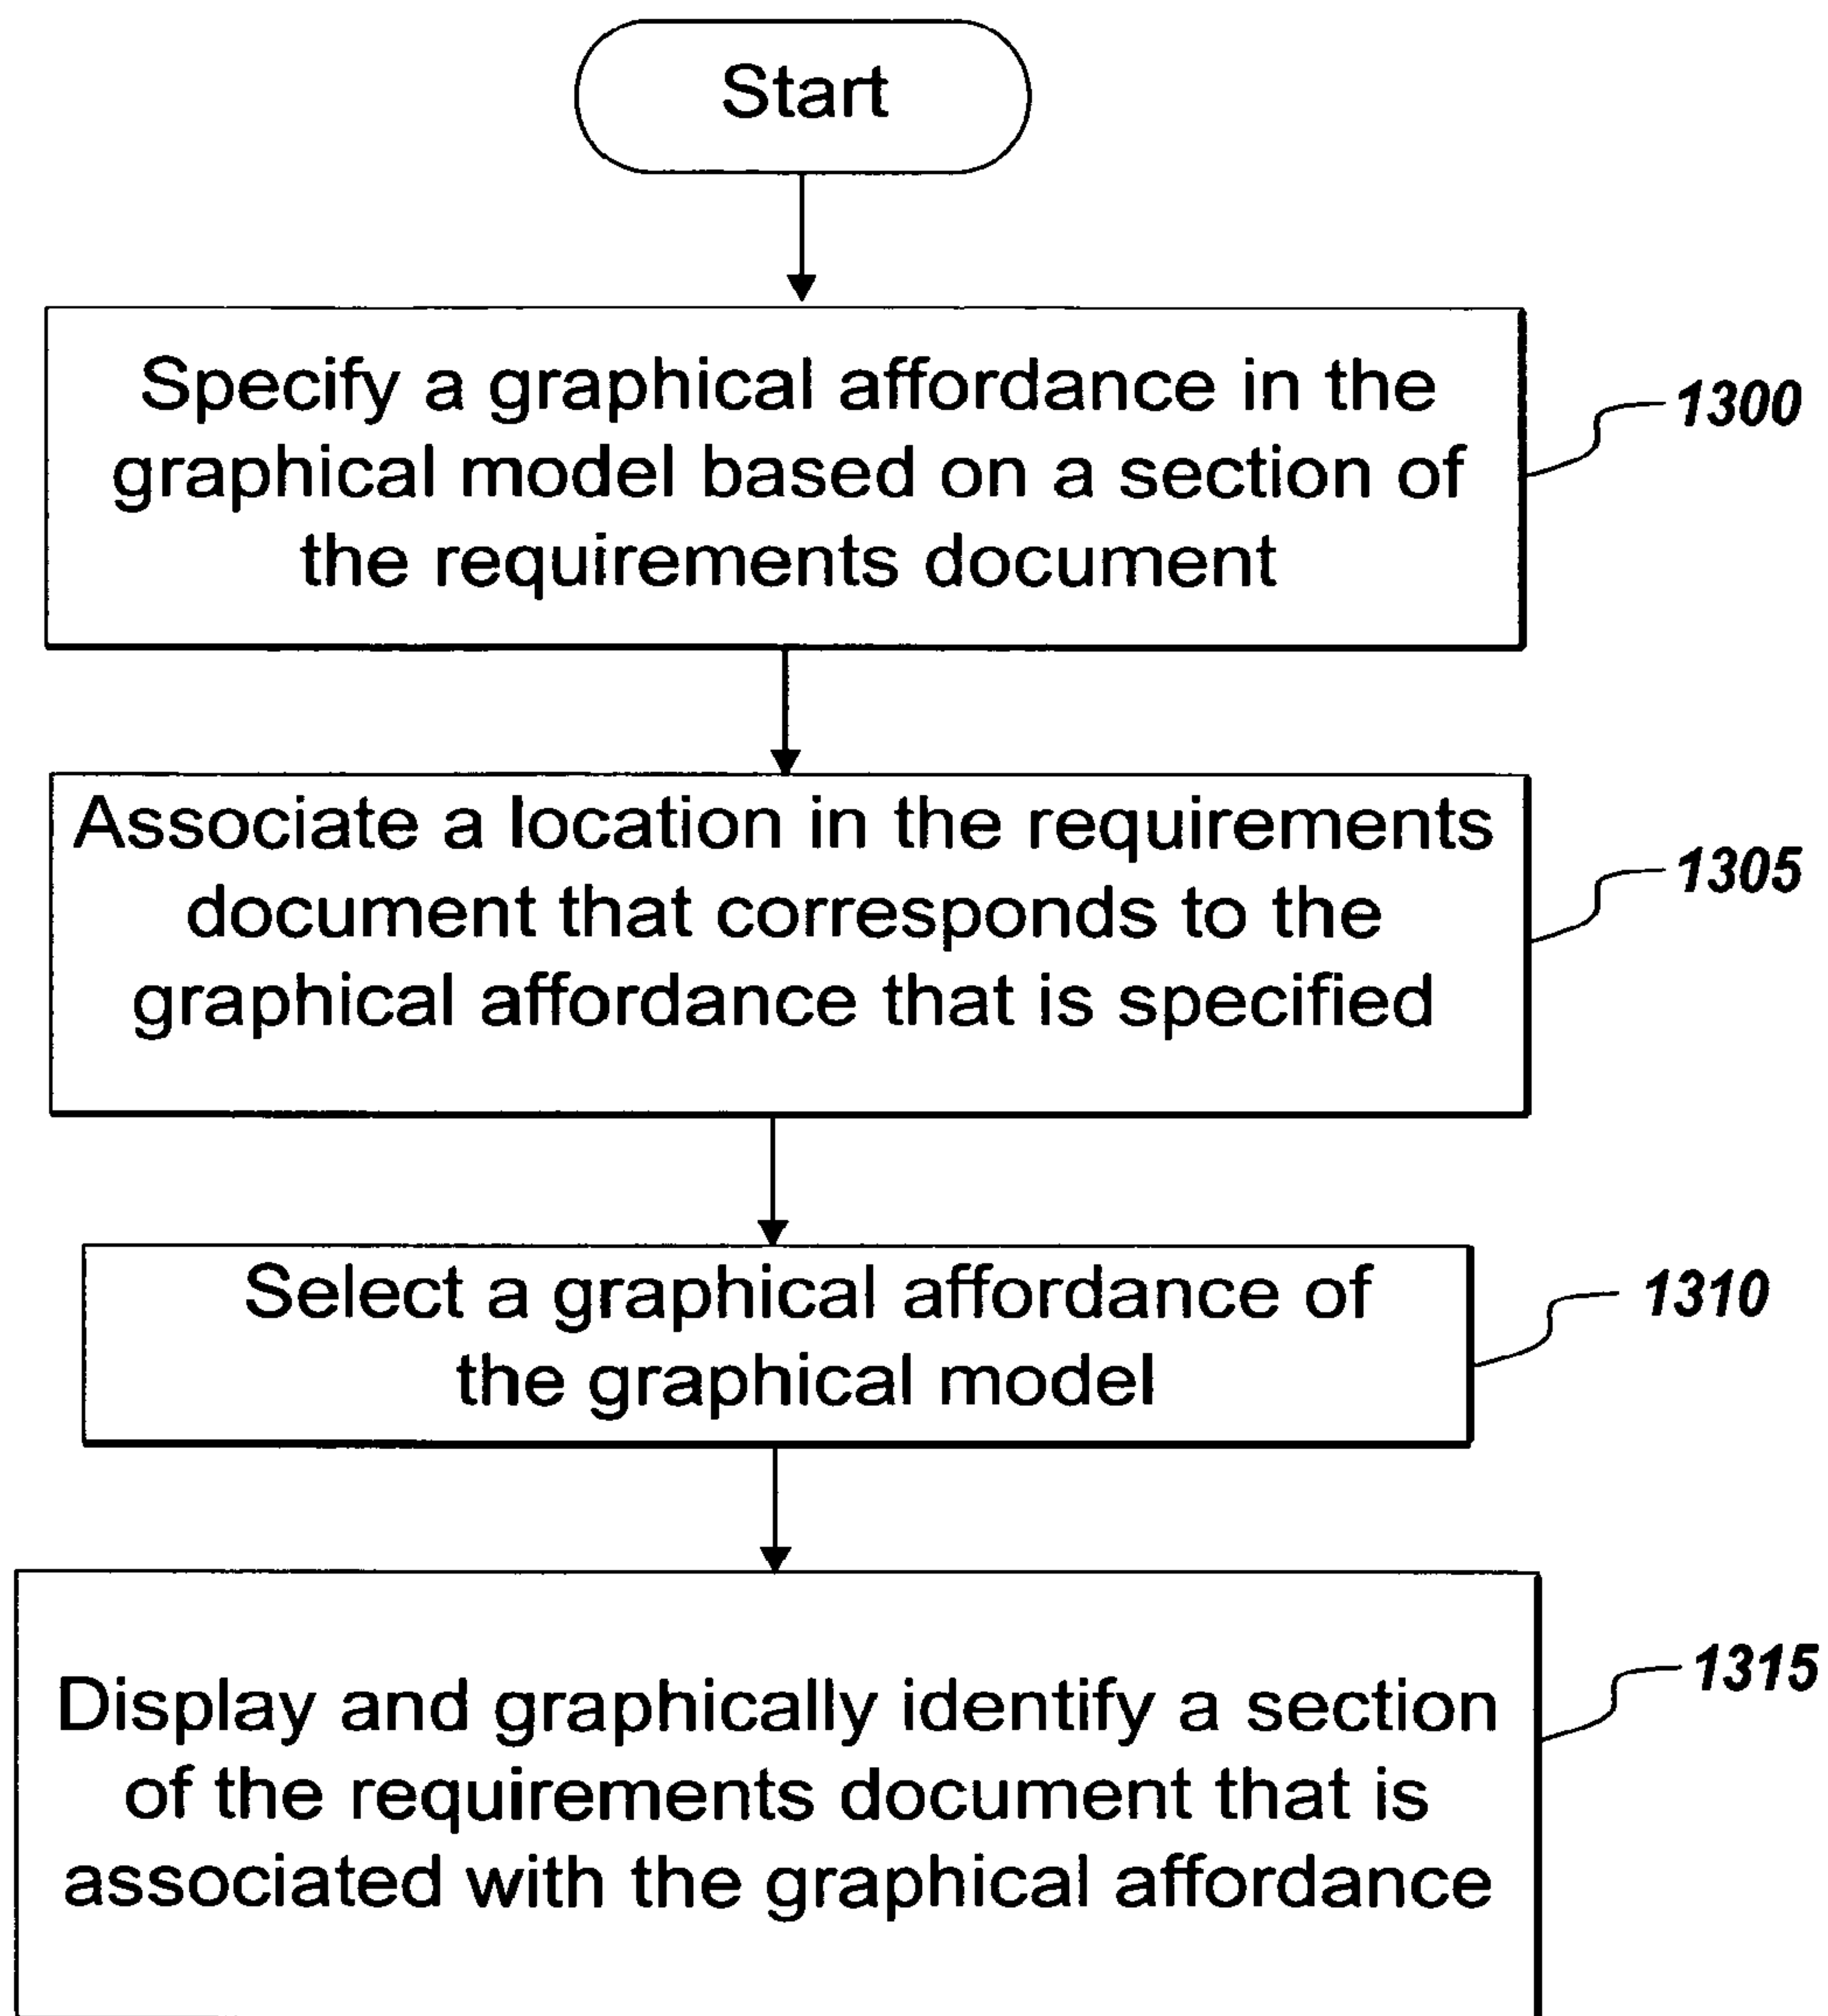 Start
Specify a graphical affordance in the
graphical model based on a section of
the requirements document
1300
Associate a location in the requirements
document that corresponds to the
graphical affordance that is specified
1305
Select a graphical affordance of
the graphical model
1310
Display and graphically identify a section
of the requirements document that is
associated with the graphical affordance
1315